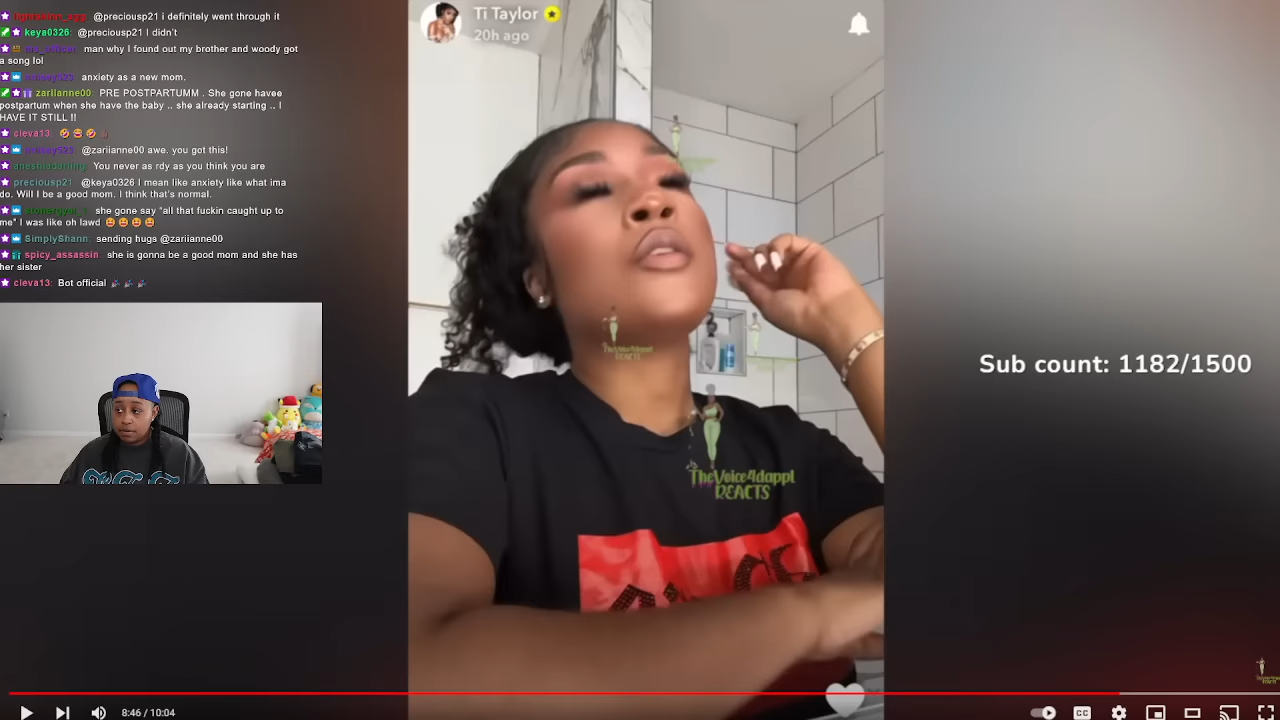 @preciousp21 i definitely went through it
keya0326: @preciousp21 I didn't
man why I found out my brother and woody got
a song lol
anxiety as a new mom.
zariianne00: PRE POSTPARTUMM . She gone havee
postpartum when she have the baby .. she already starting .. I
HAVE IT STILL !!
cleva13:
@zariianne00 awe. you got this!
You never as rdy as you think you are
preciousp21: @keya0326 I mean like anxiety like what ima
do. Will I be a good mom. I think that's normal.
she gone say "all that fuckin caught up to
me" I was like oh lawd
SimplyShann: sending hugs @zariianne00
spicy_assassin: she is gonna be a good mom and she has
her sister
cleva13: Bot official
Ti Taylor
20h ago
TheVoice4dappl
REACTS
TheVoice4dappl
REACTS
Sub count: 1182/1500
8:46 / 10:04
CC